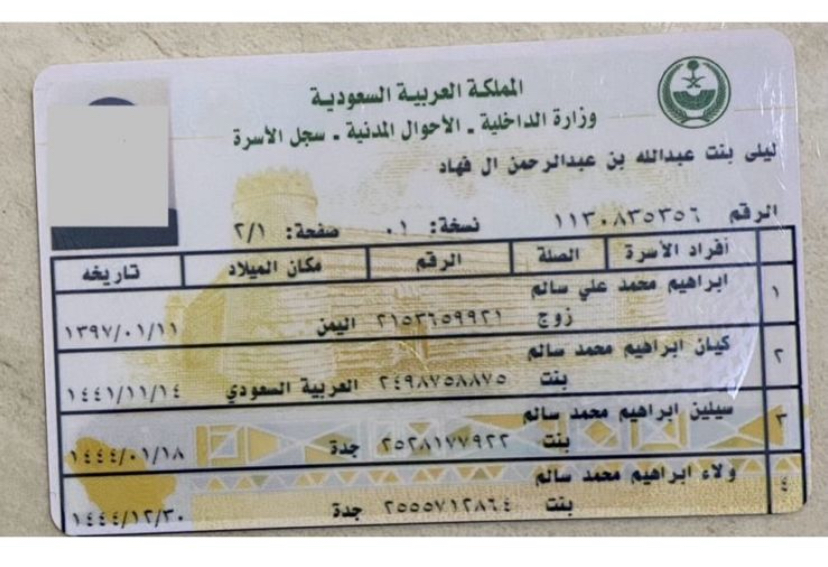 المملكة العربية السعودية
وزارة الداخلية ـ الأحوال المدنية ـ سجل الأسرة
ليلى بنت عبدالله بن عبدالرحمن ال فهاد
الرقم ١١٣٠٨٣٥٣٥٦ نسخة: ٠١ صفحة: ٢/١
أفراد الأسرة الصلة الرقم مكان الميلاد تاريخه
١ ابراهيم محمد علي سالم
زوج ٢١٥٣٦٥٩٩٢١ اليمن ١٣٩٧/٠١/١١
٢ كيان ابراهيم محمد سالم
بنت ٢٤٩٨٧٥٨٨٧٥ العربية السعودي ١٤٤١/١١/١٤
٣ سيلين ابراهيم محمد سالم
بنت ٢٥٢٨١٧٧٩٢٢ جدة ١٤٤٤/٠١/١٨
٤ ولاء ابراهيم محمد سالم
بنت ٢٥٥٥٧١٢٨٦٤ جدة ١٤٤٤/١٢/٣٠